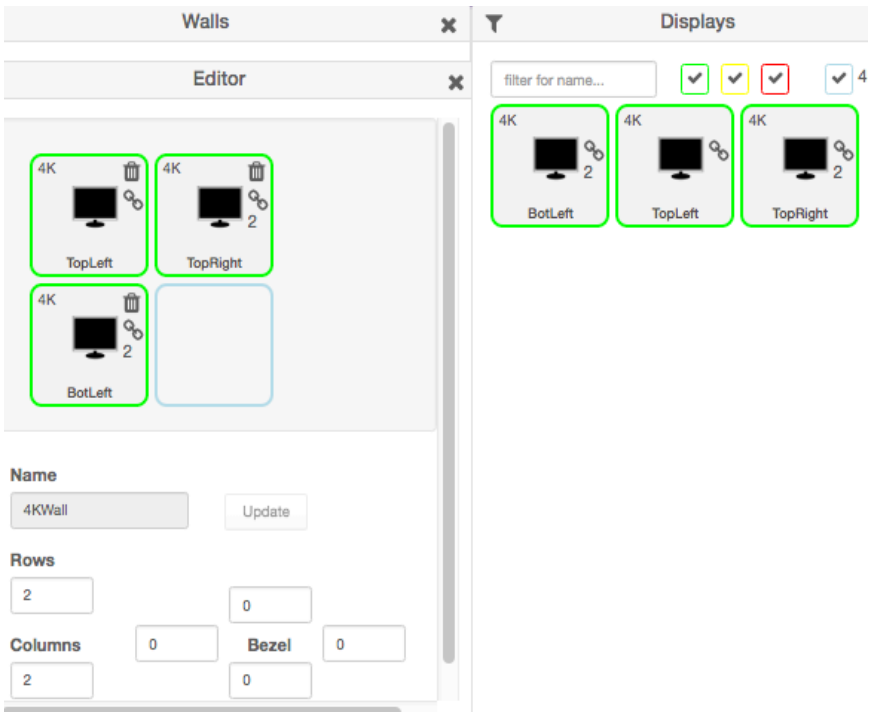 Walls
Editor
4K
4K
2
TopLeft
TopRight
4K
2
BotLeft
Name
4KWall
Update
Rows
2
0
Columns
0
Bezel
0
2
0
Displays
filter for name...
4
4K
4K
4K
2
2
BotLeft
TopLeft
TopRight